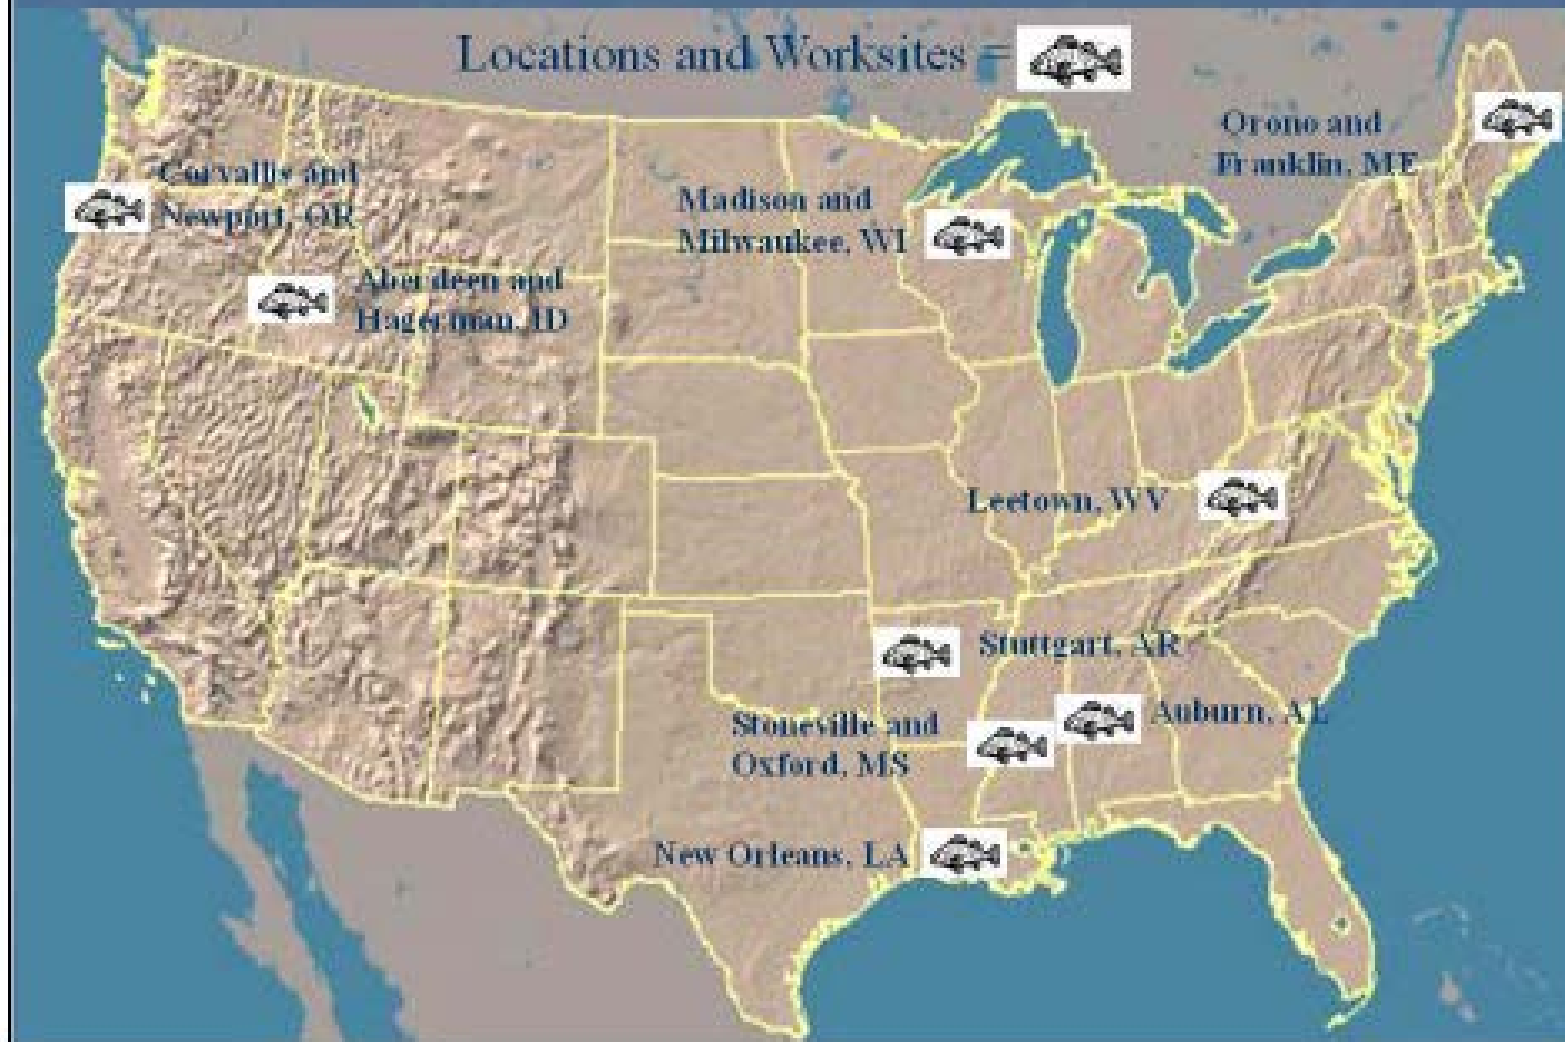 Locations and Worksites =
Orono and
Franklin, ME
Corvallis and
Newport, OR
Madison and
Milwaukee, WI
Aberdeen and
Hagerman, ID
Leetown, WV
Stuttgart, AR
Auburn, AL
Stoneville and
Oxford, MS
New Orleans, LA